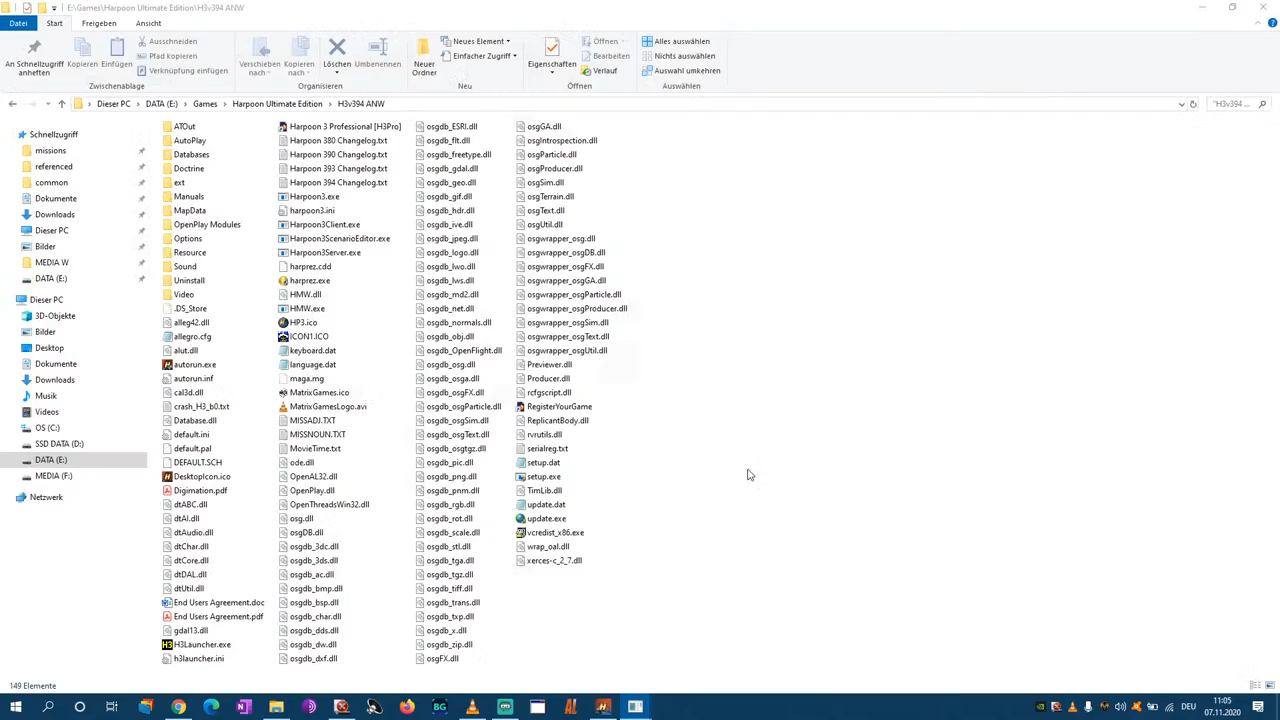 E:\Games\Harpoon Ultimate Edition\H3v394 ANW
Datei
Start
Freigeben
Ansicht
An Schnellzugriff
anheften
Kopieren
Einfügen
Ausschneiden
Pfad kopieren
Verknüpfung einfügen
Zwischenablage
Verschieben
nach
Kopieren
nach
Löschen
Umbenennen
Organisieren
Neuer
Ordner
Neues Element
Einfacher Zugriff
Neu
Eigenschaften
Öffnen
Bearbeiten
Verlauf
Öffnen
Alles auswählen
Nichts auswählen
Auswahl umkehren
Auswählen
Dieser PC
DATA (E:)
Games
Harpoon Ultimate Edition
H3v394 ANW
"H3v394 ...
Schnellzugriff
missions
referenced
common
Dokumente
Downloads
Dieser PC
Bilder
MEDIA W
DATA (E:)
Dieser PC
3D-Objekte
Bilder
Desktop
Dokumente
Downloads
Musik
Videos
OS (C:)
SSD DATA (D:)
DATA (E:)
MEDIA (F:)
Netzwerk
ATOut
AutoPlay
Databases
Doctrine
ext
Manuals
MapData
OpenPlay Modules
Options
Resource
Sound
Uninstall
Video
.DS_Store
alleg42.dll
allegro.cfg
alut.dll
autorun.exe
autorun.inf
cal3d.dll
crash_H3_b0.txt
Database.dll
default.ini
default.pal
DEFAULT.SCH
DesktopIcon.ico
Digimation.pdf
dtABC.dll
dtAI.dll
dtAudio.dll
dtChar.dll
dtCore.dll
dtDAL.dll
dtUtil.dll
End Users Agreement.doc
End Users Agreement.pdf
gdal13.dll
H3Launcher.exe
h3launcher.ini
Harpoon 3 Professional [H3Pro]
Harpoon 380 Changelog.txt
Harpoon 390 Changelog.txt
Harpoon 393 Changelog.txt
Harpoon 394 Changelog.txt
Harpoon3.exe
harpoon3.ini
Harpoon3Client.exe
Harpoon3ScenarioEditor.exe
Harpoon3Server.exe
harprez.cdd
harprez.exe
HMW.dll
HMW.exe
HP3.ico
ICON1.ICO
keyboard.dat
language.dat
maga.mg
MatrixGames.ico
MatrixGamesLogo.avi
MISSADJ.TXT
MISSNOUN.TXT
MovieTime.txt
ode.dll
OpenAL32.dll
OpenPlay.dll
OpenThreadsWin32.dll
osg.dll
osgDB.dll
osgdb_3dc.dll
osgdb_3ds.dll
osgdb_ac.dll
osgdb_bmp.dll
osgdb_bsp.dll
osgdb_char.dll
osgdb_dds.dll
osgdb_dw.dll
osgdb_dxf.dll
osgdb_ESRI.dll
osgdb_flt.dll
osgdb_freetype.dll
osgdb_gdal.dll
osgdb_geo.dll
osgdb_gif.dll
osgdb_hdr.dll
osgdb_ive.dll
osgdb_jpeg.dll
osgdb_logo.dll
osgdb_lwo.dll
osgdb_lws.dll
osgdb_md2.dll
osgdb_net.dll
osgdb_normals.dll
osgdb_obj.dll
osgdb_OpenFlight.dll
osgdb_osg.dll
osgdb_osga.dll
osgdb_osgFX.dll
osgdb_osgParticle.dll
osgdb_osgSim.dll
osgdb_osgText.dll
osgdb_osgtgz.dll
osgdb_pic.dll
osgdb_png.dll
osgdb_pnm.dll
osgdb_rgb.dll
osgdb_rot.dll
osgdb_scale.dll
osgdb_stl.dll
osgdb_tga.dll
osgdb_tgz.dll
osgdb_tiff.dll
osgdb_trans.dll
osgdb_txp.dll
osgdb_x.dll
osgdb_zip.dll
osgFX.dll
osgGA.dll
osgIntrospection.dll
osgParticle.dll
osgProducer.dll
osgSim.dll
osgTerrain.dll
osgText.dll
osgUtil.dll
osgwrapper_osg.dll
osgwrapper_osgDB.dll
osgwrapper_osgFX.dll
osgwrapper_osgGA.dll
osgwrapper_osgParticle.dll
osgwrapper_osgProducer.dll
osgwrapper_osgSim.dll
osgwrapper_osgText.dll
osgwrapper_osgUtil.dll
Previewer.dll
Producer.dll
rcfgscript.dll
RegisterYourGame
ReplicantBody.dll
rvrutils.dll
serialreg.txt
setup.dat
setup.exe
TimLib.dll
update.dat
update.exe
vcredist_x86.exe
wrap_oal.dll
xerces-c_2_7.dll
149 Elemente
DEU
11:05
07.11.2020